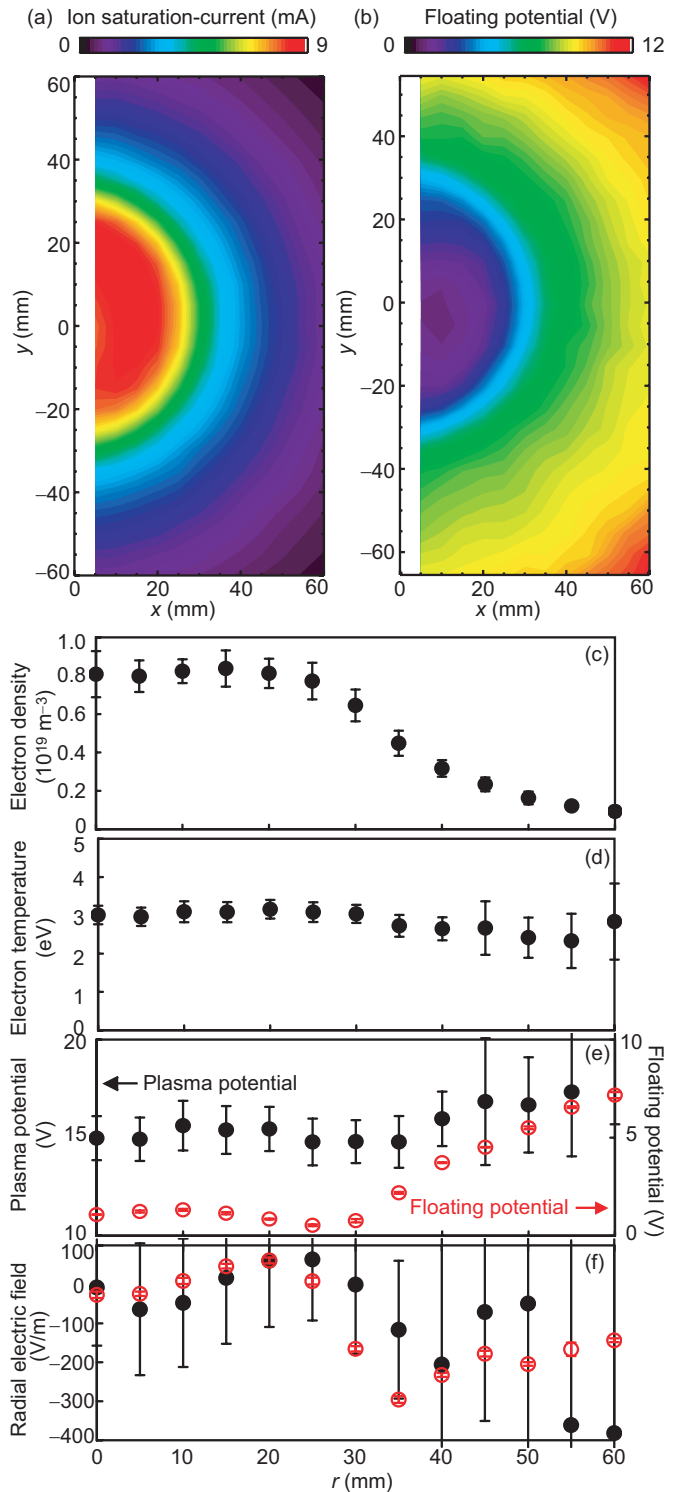 (a) Ion saturation-current (mA)
0 9
(b) Floating potential (V)
0 12
60
40
20
0
−20
−40
−60
y (mm)
0 20 40 60
x (mm)
60
40
20
0
−20
−40
−60
y (mm)
0 20 40 60
x (mm)
(c)
1.0
0.8
0.6
0.4
0.2
0
Electron density
(10¹⁹ m⁻³)
(d)
5
4
3
2
1
0
Electron temperature
(eV)
(e)
20
15
10
Plasma potential
(V)
Plasma potential
Floating potential
10
5
0
Floating potential
(V)
(f)
100
0
−100
−200
−300
−400
Radial electric field
(V/m)
0 10 20 30 40 50 60
r (mm)